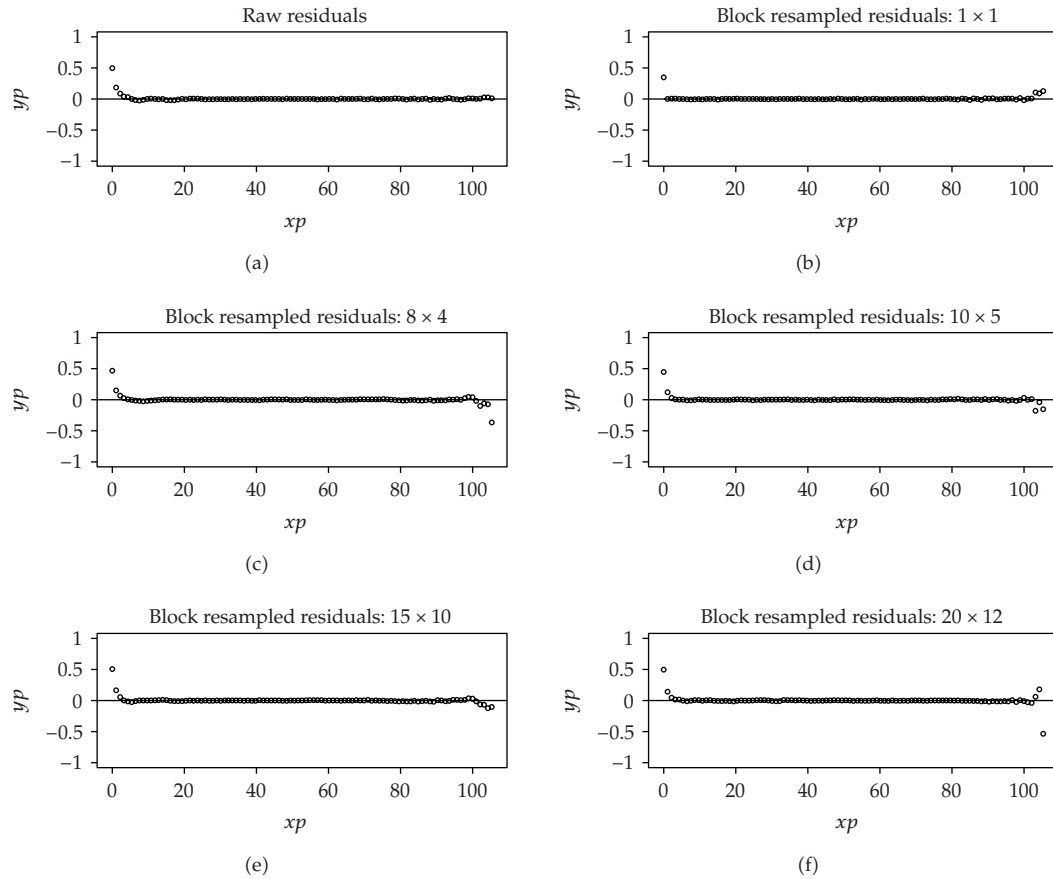 Raw residuals
1
0.5
0
−0.5
−1
yp
0 20 40 60 80 100
xp
(a)
Block resampled residuals: 1 × 1
1
0.5
0
−0.5
−1
yp
0 20 40 60 80 100
xp
(b)
Block resampled residuals: 8 × 4
1
0.5
0
−0.5
−1
yp
0 20 40 60 80 100
xp
(c)
Block resampled residuals: 10 × 5
1
0.5
0
−0.5
−1
yp
0 20 40 60 80 100
xp
(d)
Block resampled residuals: 15 × 10
1
0.5
0
−0.5
−1
yp
0 20 40 60 80 100
xp
(e)
Block resampled residuals: 20 × 12
1
0.5
0
−0.5
−1
yp
0 20 40 60 80 100
xp
(f)